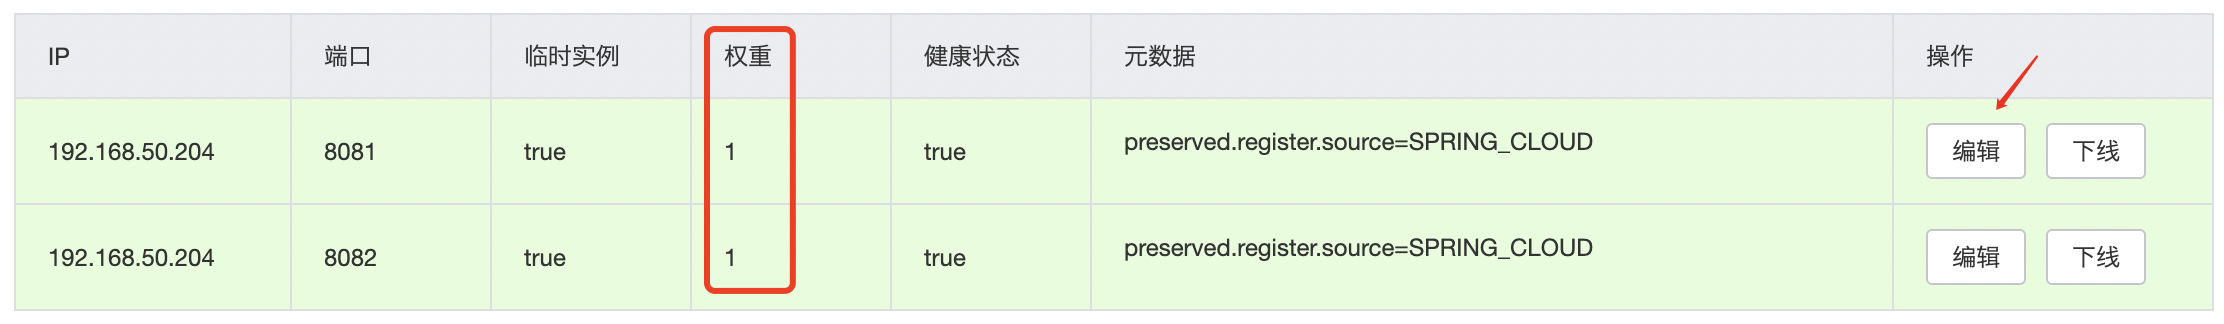 IP 端口 临时实例 权重 健康状态 元数据 操作
192.168.50.204 8081 true 1 true preserved.register.source=SPRING_CLOUD 编辑 下线
192.168.50.204 8082 true 1 true preserved.register.source=SPRING_CLOUD 编辑 下线